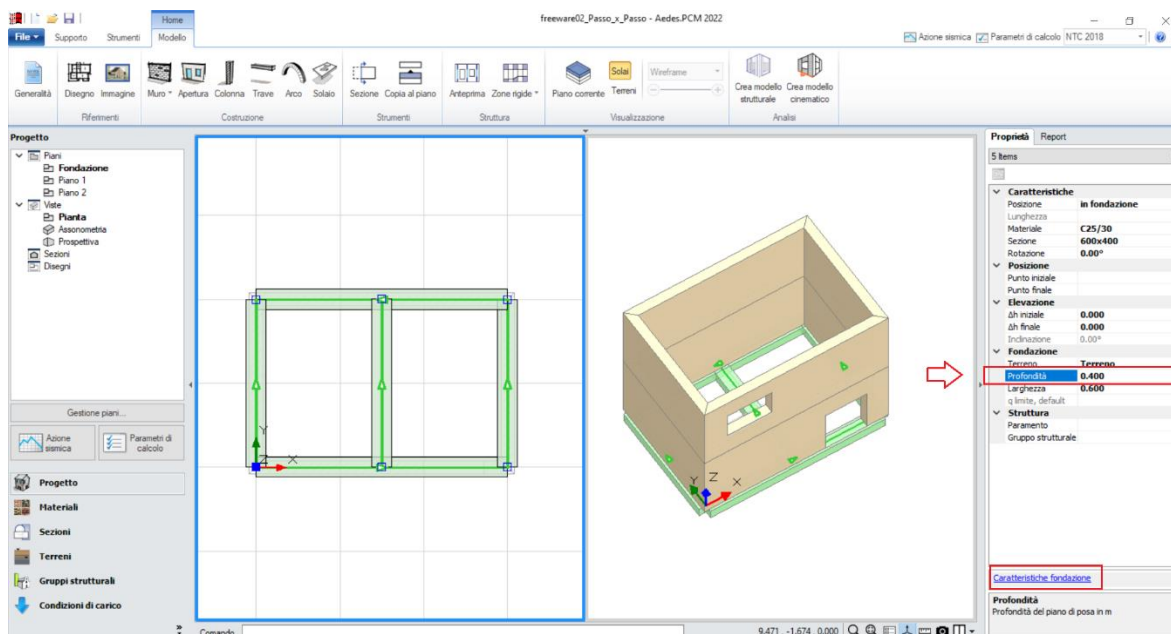 freeware02_Passo_x_Passo - Aedes.PCM 2022
Home
File Supporto Strumenti Modello
Azione sismica Parametri di calcolo NTC 2018
Generalità Disegno Immagine Muro Apertura Colonna Trave Arco Solaio Sezione Copia al piano Anteprima Zone rigide Piano corrente Solai Terreni Wireframe Crea modello strutturale Crea modello cinematico
Riferimenti Costruzione Strumenti Struttura Visualizzazione Analisi
Progetto
Piani
Fondazione
Piano 1
Piano 2
Viste
Pianta
Assonometria
Prospettiva
Sezioni
Disegni
Gestione piani...
Azione sismica
Parametri di calcolo
Progetto
Materiali
Sezioni
Terreni
Gruppi strutturali
Condizioni di carico
Y
Z X
Y Z X
Comando
9.471 -1.674 0.000
Proprietà Report
5 Items
Caratteristiche
Posizione in fondazione
Lunghezza
Materiale C25/30
Sezione 600x400
Rotazione 0.00°
Posizione
Punto iniziale
Punto finale
Elevazione
Δh iniziale 0.000
Δh finale 0.000
Inclinazione 0.00°
Fondazione
Terreno Terreno
Profondità 0.400
Larghezza 0.600
q limite, default
Struttura
Paramento
Gruppo strutturale
Caratteristiche fondazione
Profondità
Profondità del piano di posa in m